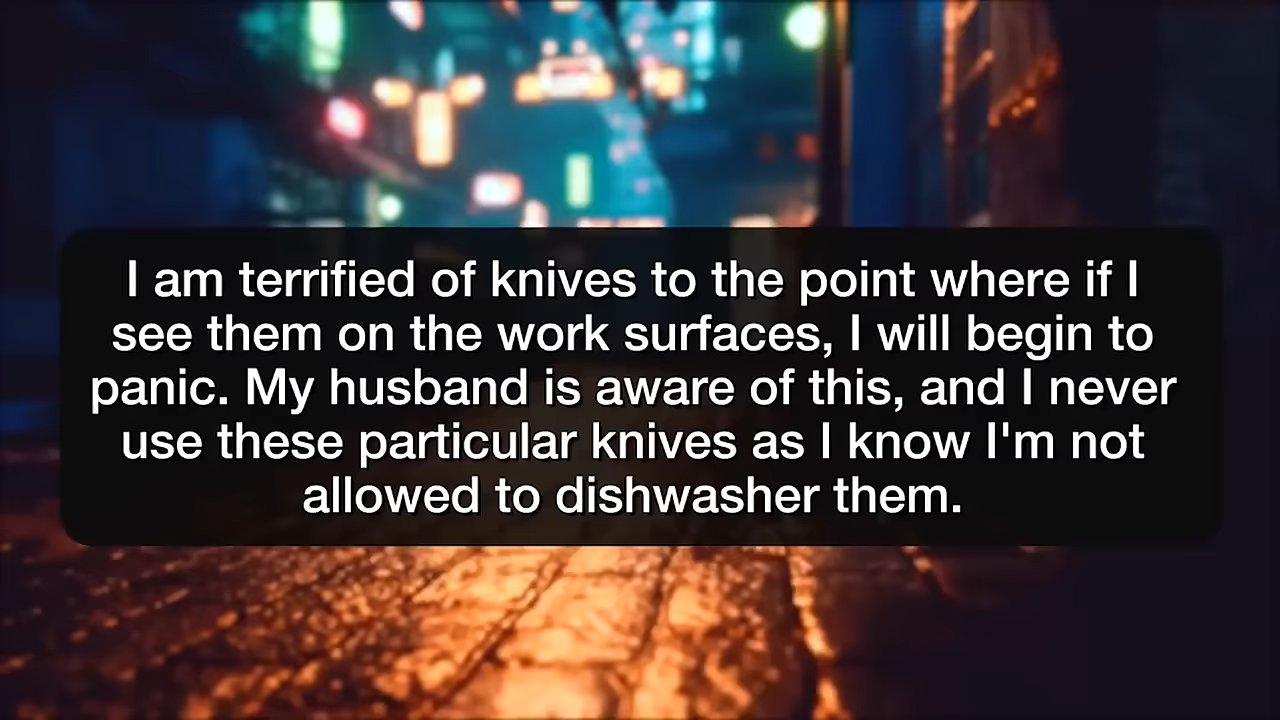 I am terrified of knives to the point where if I
see them on the work surfaces, I will begin to
panic. My husband is aware of this, and I never
use these particular knives as I know I'm not
allowed to dishwasher them.